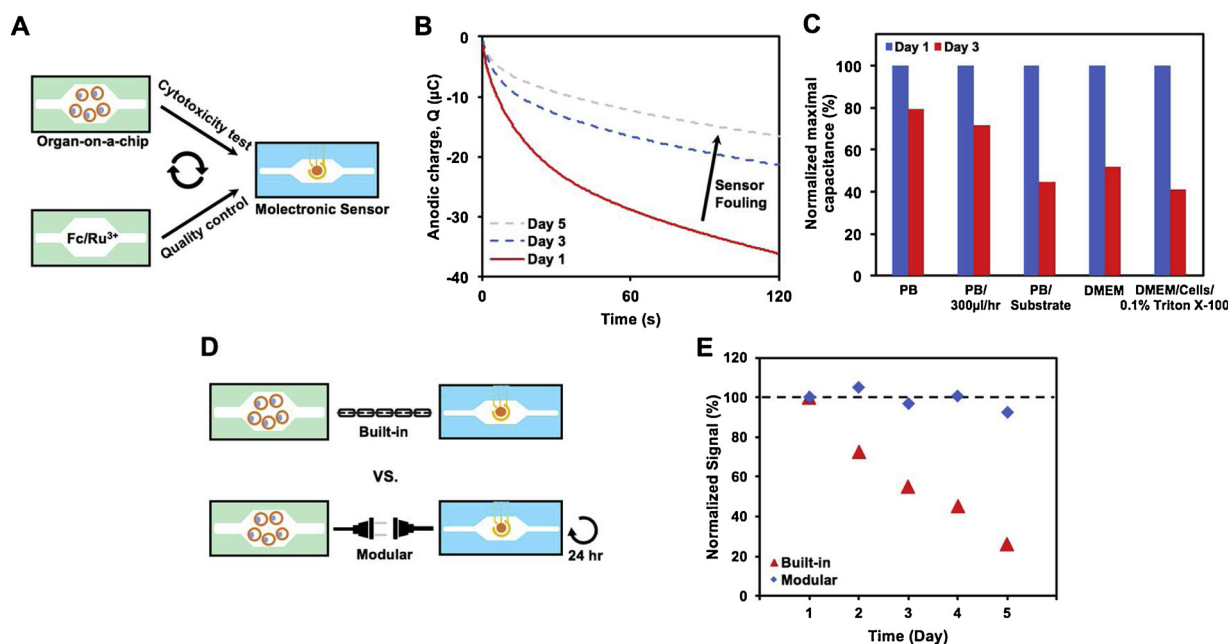 A
Organ-on-a-chip
Cytotoxicity test
Fc/Ru³⁺
Quality control
Molectronic Sensor
B
Anodic charge, Q (µC)
0
-10
-20
-30
-40
Sensor
Fouling
Day 5
Day 3
Day 1
0
60
120
Time (s)
C
Day 1
Day 3
Normalized maximal
capacitance (%)
100
80
60
40
20
0
PB
PB/
300µl/hr
PB/
Substrate
DMEM
DMEM/Cells/
0.1% Triton X-100
D
Built-in
VS.
Modular
24 hr
E
Normalized Signal (%)
120
100
80
60
40
20
0
Built-in
Modular
1
2
3
4
5
Time (Day)